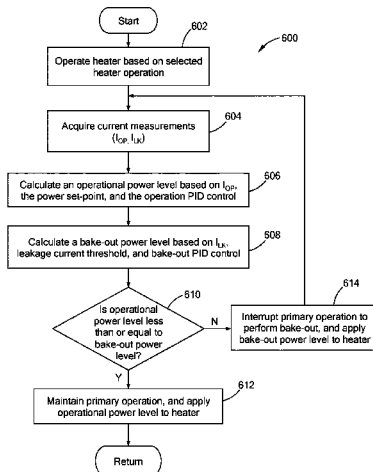 Start
602
600
Operate heater based on selected
heater operation
604
Acquire current measurements
(IOP, ILK)
606
Calculate an operational power level based on IOP,
the power set-point, and the operation PID control
608
Calculate a bake-out power level based on ILK,
leakage current threshold, and bake-out PID control
610
Is operational
power level less
than or equal to
bake-out power
level?
N
614
Interrupt primary operation to
perform bake-out, and apply
bake-out power level to heater
Y
612
Maintain primary operation, and apply
operational power level to heater
Return